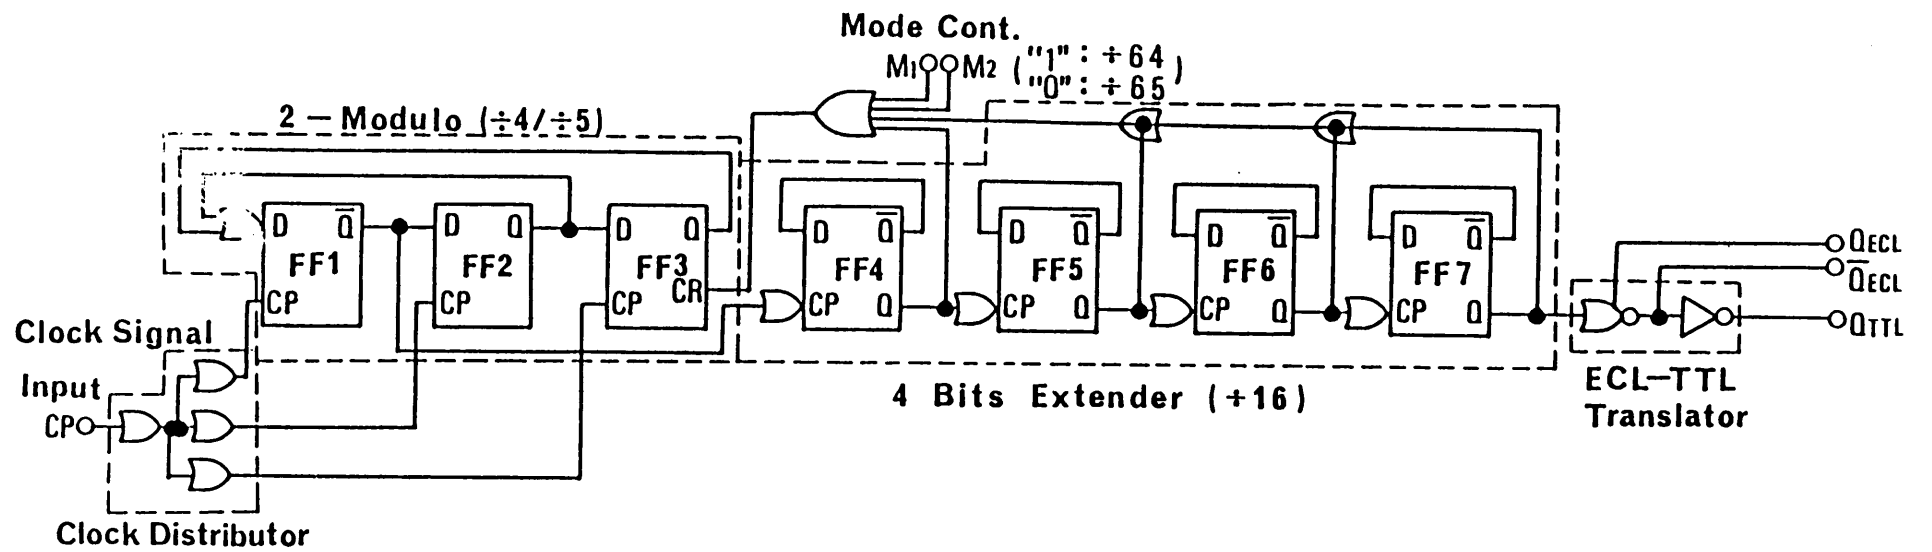 Mode Cont.
M1 M2 ("1": ÷64
"0": ÷65)
2 – Modulo (÷4/÷5)
D Q̅ D Q D Q D Q̅ D Q̅ D Q̅ D Q̅
FF1 FF2 FF3 FF4 FF5 FF6 FF7
CR
CP CP CP CP Q CP Q CP Q CP Q
QECL
Q̅ECL
QTTL
Clock Signal
Input
CP
4 Bits Extender (÷16)
ECL–TTL
Translator
Clock Distributor